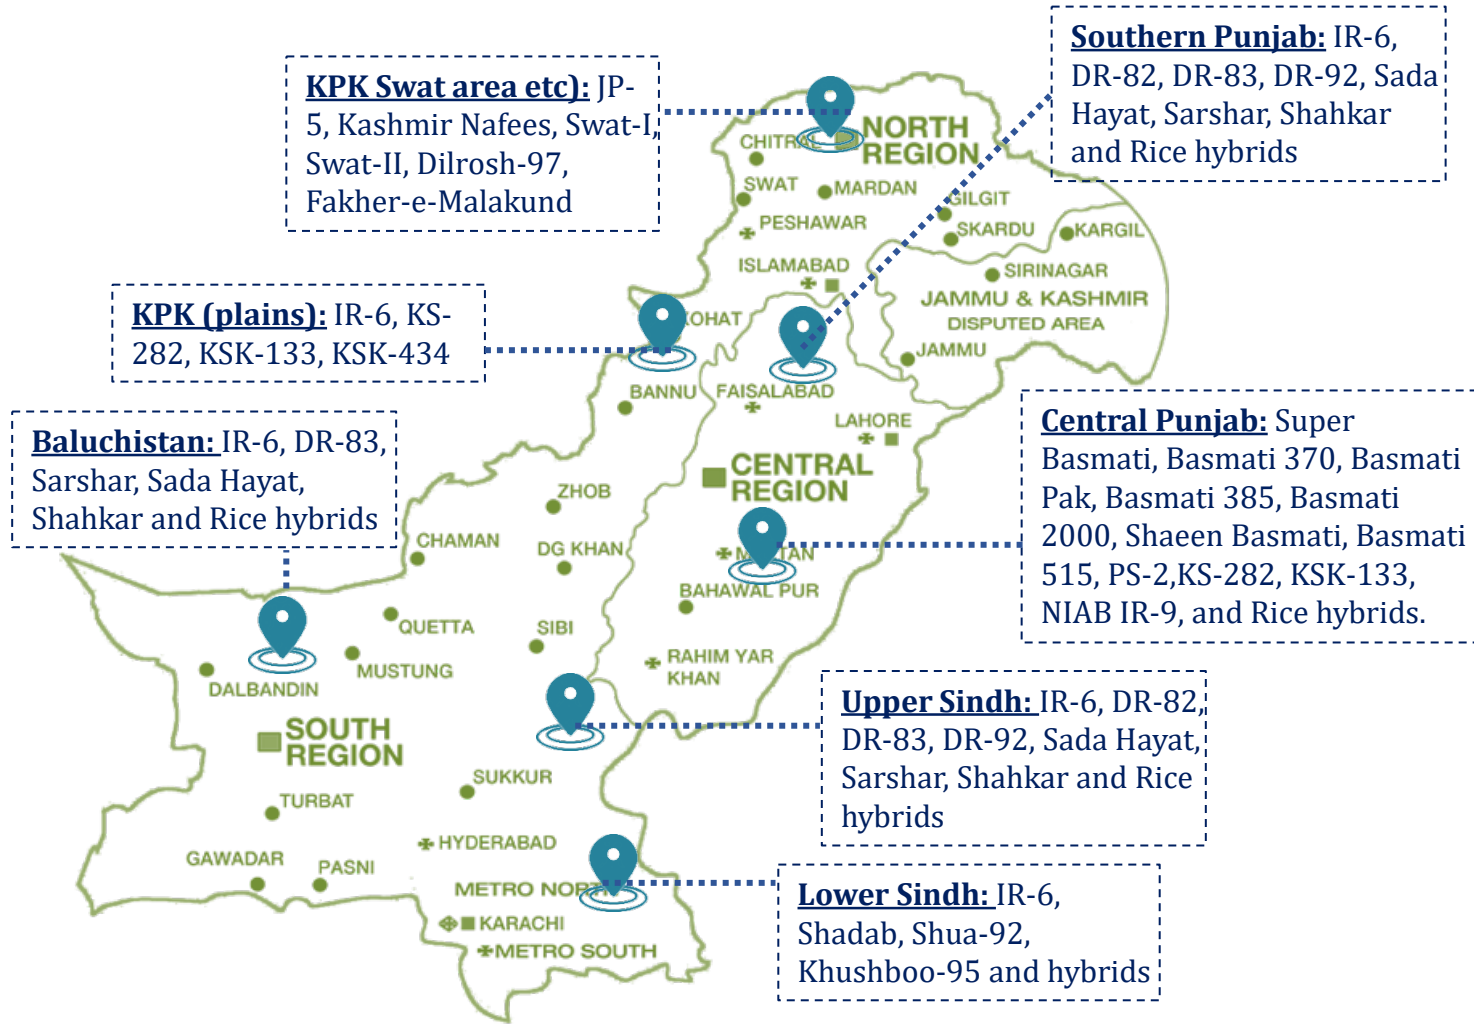 Southern Punjab: IR-6,
DR-82, DR-83, DR-92, Sada
Hayat, Sarshar, Shahkar
and Rice hybrids
KPK Swat area etc): JP-
5, Kashmir Nafees, Swat-I,
Swat-II, Dilrosh-97,
Fakher-e-Malakund
NORTH
REGION
CHITRAL
SWAT
MARDAN
GILGIT
PESHAWAR
SKARDU
KARGIL
ISLAMABAD
SIRINAGAR
JAMMU & KASHMIR
DISPUTED AREA
JAMMU
KPK (plains): IR-6, KS-
282, KSK-133, KSK-434
KOHAT
BANNU
FAISALABAD
LAHORE
Baluchistan: IR-6, DR-83,
Sarshar, Sada Hayat,
Shahkar and Rice hybrids
Central Punjab: Super
Basmati, Basmati 370, Basmati
Pak, Basmati 385, Basmati
2000, Shaeen Basmati, Basmati
515, PS-2,KS-282, KSK-133,
NIAB IR-9, and Rice hybrids.
CENTRAL
REGION
ZHOB
CHAMAN
DG KHAN
BAHAWAL PUR
QUETTA
SIBI
MUSTUNG
RAHIM YAR
KHAN
DALBANDIN
SOUTH
REGION
Upper Sindh: IR-6, DR-82,
DR-83, DR-92, Sada Hayat,
Sarshar, Shahkar and Rice
hybrids
SUKKUR
TURBAT
HYDERABAD
GAWADAR
PASNI
METRO NORTH
KARACHI
METRO SOUTH
Lower Sindh: IR-6,
Shadab, Shua-92,
Khushboo-95 and hybrids